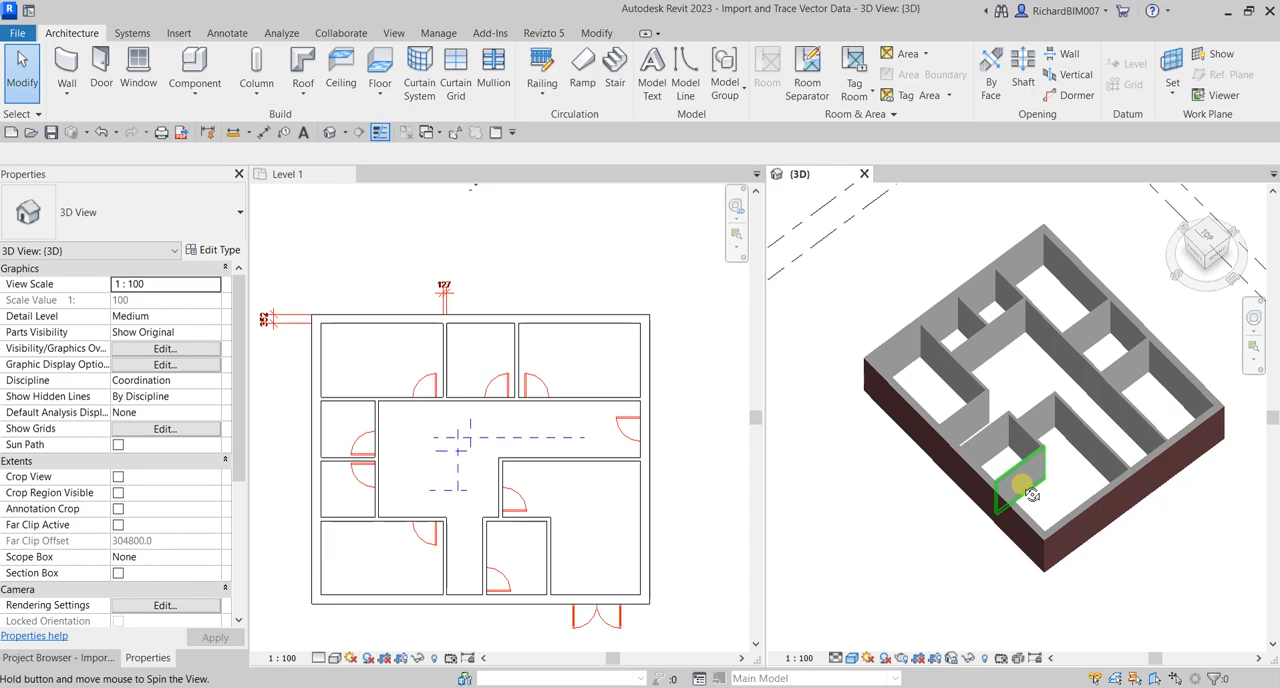 Autodesk Revit 2023 - Import and Trace Vector Data - 3D View: {3D}
RichardBIM007
File
Architecture
Systems
Insert
Annotate
Analyze
Collaborate
View
Manage
Add-Ins
Revizto 5
Modify
Modify
Wall
Door
Window
Component
Column
Roof
Ceiling
Floor
Curtain System
Curtain Grid
Mullion
Railing
Ramp
Stair
Model Text
Model Line
Model Group
Room
Room Separator
Tag Room
Area
Area Boundary
Tag Area
By Face
Shaft
Wall
Vertical
Dormer
Level
Grid
Set
Show
Ref Plane
Viewer
Select
Build
Circulation
Model
Room & Area
Opening
Datum
Work Plane
Properties
3D View
3D View: {3D}
Edit Type
Graphics
View Scale 1 : 100
Scale Value 1: 100
Detail Level Medium
Parts Visibility Show Original
Visibility/Graphics Ov... Edit...
Graphic Display Optio... Edit...
Discipline Coordination
Show Hidden Lines By Discipline
Default Analysis Displ... None
Show Grids Edit...
Sun Path
Extents
Crop View
Crop Region Visible
Annotation Crop
Far Clip Active
Far Clip Offset 304800.0
Scope Box None
Section Box
Camera
Rendering Settings Edit...
Locked Orientation
Properties help
Apply
Project Browser - Impor...
Properties
Level 1
127
352
1 : 100
(3D)
TOP
1 : 100
Hold button and move mouse to Spin the View.
:0
Main Model
:0